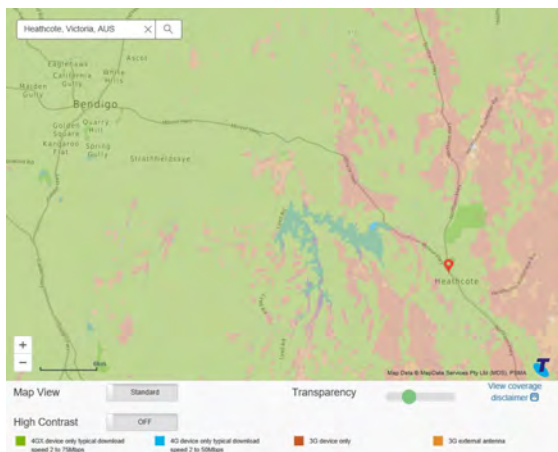 Heathcote, Victoria, AUS
Ascot
Eaglehawk
California Gully
White Hills
Maiden Gully
Bendigo
Golden Square
Quarry Hill
Kangaroo Flat
Spring Gully
Strathfieldsaye
Heathcote
+
−
Map Data © MapData Services Pty Ltd (MDS), PSMA
T
Map View
Standard
Transparency
View coverage
disclaimer
High Contrast
OFF
4GX device only typical download
speed 2 to 75Mbps
4G device only typical download
speed 2 to 50Mbps
3G device only
3G external antenna